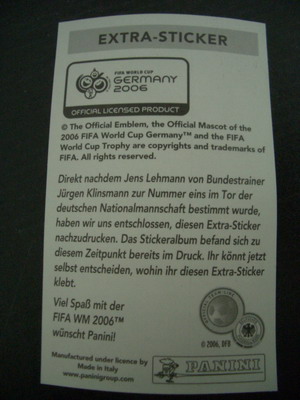 EXTRA-STICKER
FIFA WORLD CUP
GERMANY
2006
OFFICIAL LICENSED PRODUCT
© The Official Emblem, the Official Mascot of the
2006 FIFA World Cup Germany™ and the FIFA
World Cup Trophy are copyrights and trademarks of
FIFA. All rights reserved.
Direkt nachdem Jens Lehmann von Bundestrainer
Jürgen Klinsmann zur Nummer eins im Tor der
deutschen Nationalmannschaft bestimmt wurde,
haben wir uns entschlossen, diesen Extra-Sticker
nachzudrucken. Das Stickeralbum befand sich zu
diesem Zeitpunkt bereits im Druck. Ihr könnt jetzt
selbst entscheiden, wohin ihr diesen Extra-Sticker
klebt.
Viel Spaß mit der
FIFA WM 2006™
wünscht Panini!
© 2006, DFB
Manufactured under licence by
Made in Italy
www.paninigroup.com
PANINI